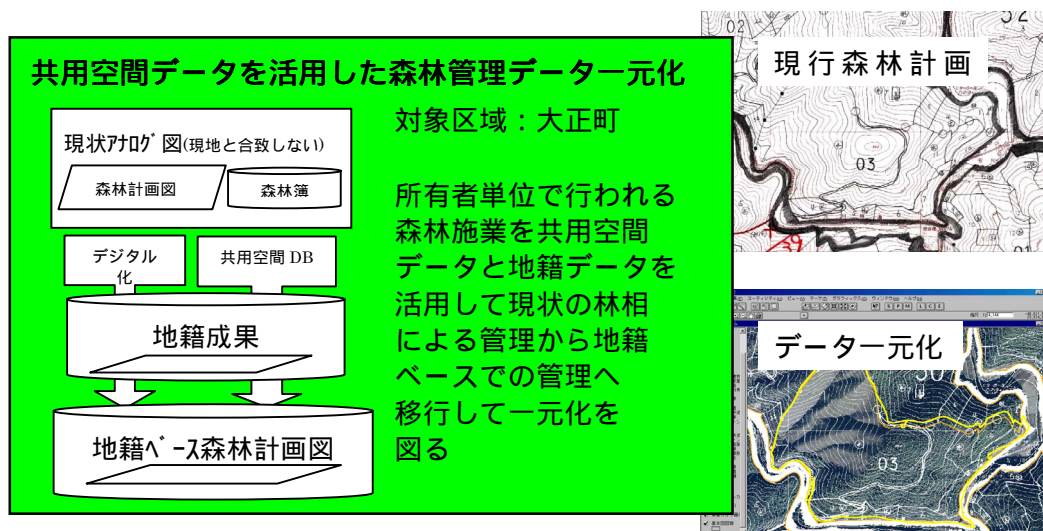 共用空間データを活用した森林管理データ一元化
現状アナログ図(現地と合致しない)
森林計画図
森林簿
デジタル
化
共用空間 DB
地籍成果
地籍ベース森林計画図
対象区域：大正町
所有者単位で行われる
森林施業を共用空間
データと地籍データを
活用して現状の林相
による管理から地籍
ベースでの管理へ
移行して一元化を
図る
02
52
現行森林計画
03
39
01
データ一元化
30
03